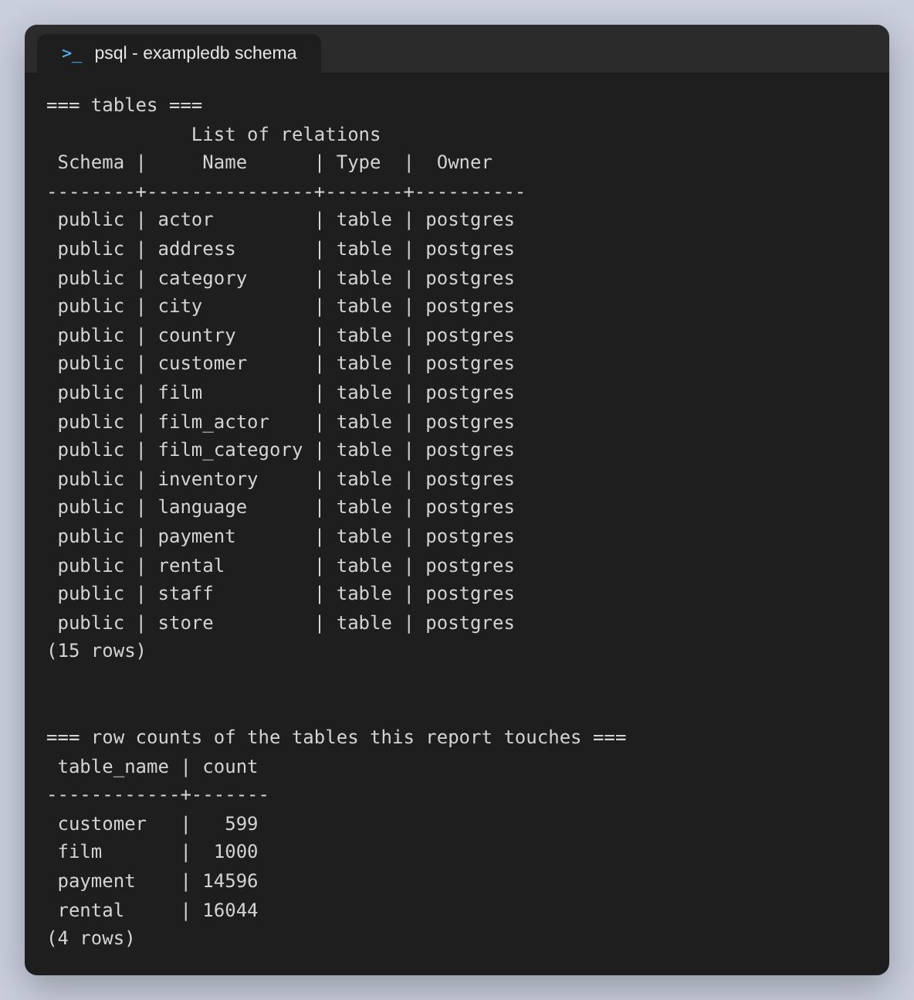 >_ psql - exampledb schema
=== tables ===
             List of relations
 Schema |     Name      | Type  |  Owner
--------+---------------+-------+----------
 public | actor         | table | postgres
 public | address       | table | postgres
 public | category      | table | postgres
 public | city          | table | postgres
 public | country       | table | postgres
 public | customer      | table | postgres
 public | film          | table | postgres
 public | film_actor    | table | postgres
 public | film_category | table | postgres
 public | inventory     | table | postgres
 public | language      | table | postgres
 public | payment       | table | postgres
 public | rental        | table | postgres
 public | staff         | table | postgres
 public | store         | table | postgres
(15 rows)
=== row counts of the tables this report touches ===
 table_name | count
------------+-------
 customer   |   599
 film       |  1000
 payment    | 14596
 rental     | 16044
(4 rows)